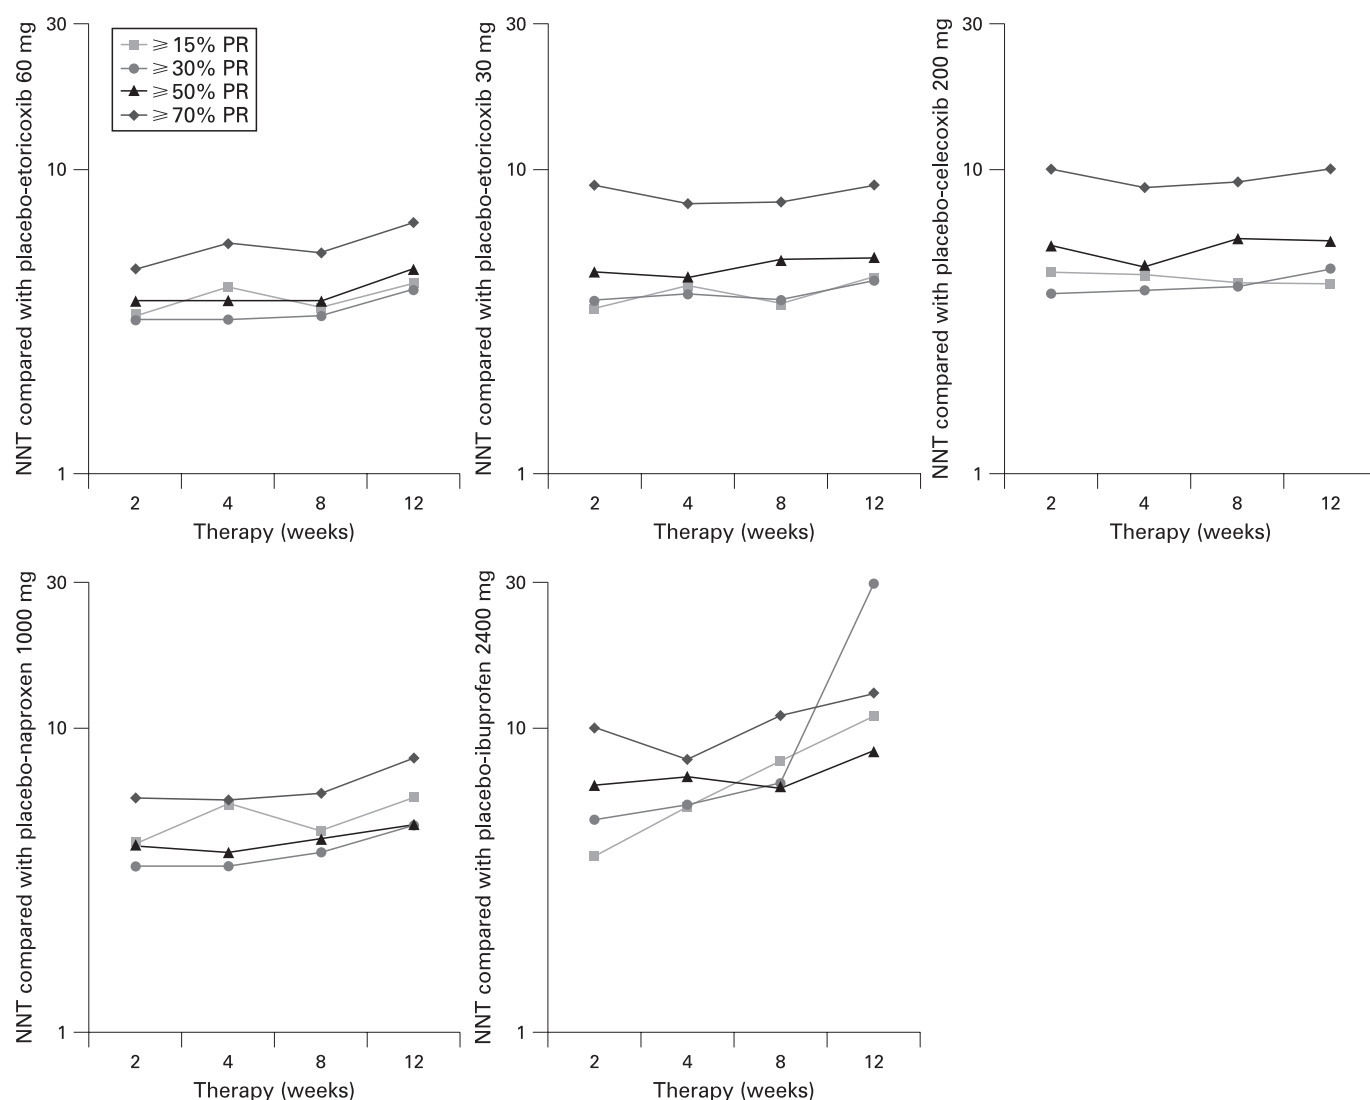 NNT compared with placebo-etoricoxib 60 mg
30
10
1
⩾ 15% PR
⩾ 30% PR
⩾ 50% PR
⩾ 70% PR
2 4 8 12
Therapy (weeks)
NNT compared with placebo-etoricoxib 30 mg
30
10
1
2 4 8 12
Therapy (weeks)
NNT compared with placebo-celecoxib 200 mg
30
10
1
2 4 8 12
Therapy (weeks)
NNT compared with placebo-naproxen 1000 mg
30
10
1
2 4 8 12
Therapy (weeks)
NNT compared with placebo-ibuprofen 2400 mg
30
10
1
2 4 8 12
Therapy (weeks)